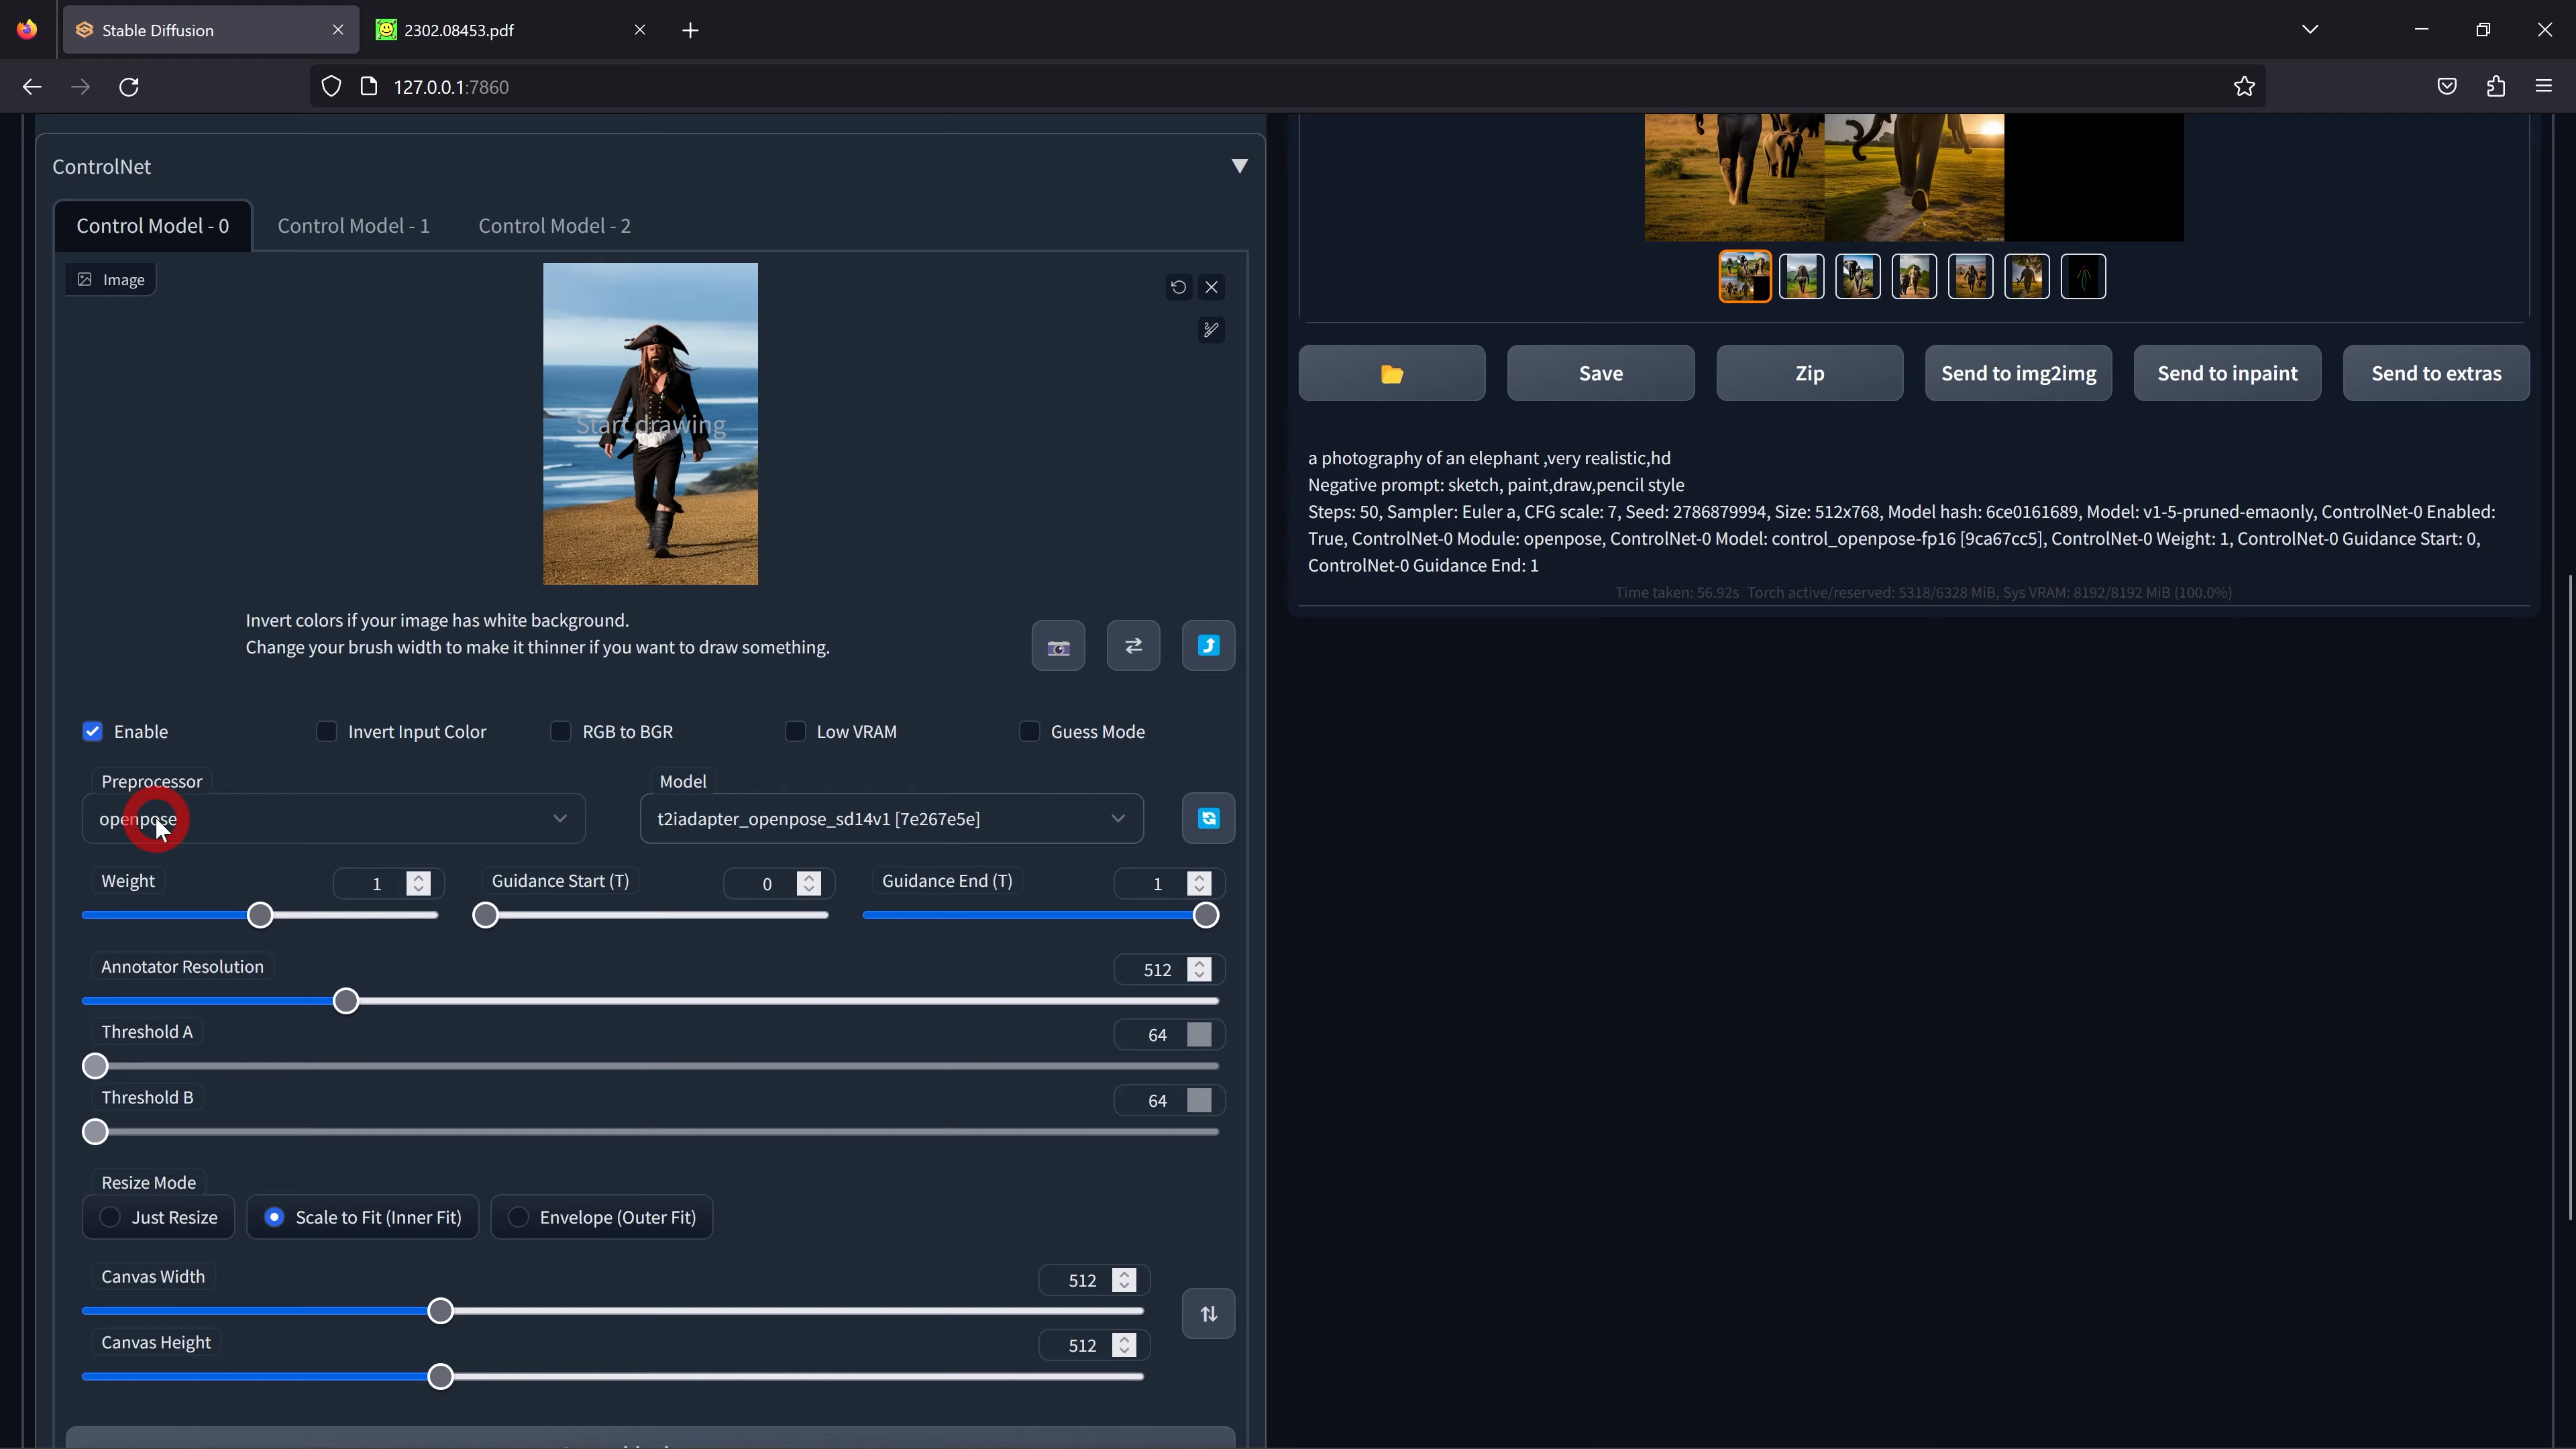 Stable Diffusion
2302.08453.pdf
127.0.0.1:7860
ControlNet
Control Model - 0
Control Model - 1
Control Model - 2
Image
Start drawing
Invert colors if your image has white background.
Change your brush width to make it thinner if you want to draw something.
Enable
Invert Input Color
RGB to BGR
Low VRAM
Guess Mode
Preprocessor
openpose
Model
t2iadapter_openpose_sd14v1 [7e267e5e]
Weight
1
Guidance Start (T)
0
Guidance End (T)
1
Annotator Resolution
512
Threshold A
64
Threshold B
64
Resize Mode
Just Resize
Scale to Fit (Inner Fit)
Envelope (Outer Fit)
Canvas Width
512
Canvas Height
512
Save
Zip
Send to img2img
Send to inpaint
Send to extras
a photography of an elephant ,very realistic,hd
Negative prompt: sketch, paint,draw,pencil style
Steps: 50, Sampler: Euler a, CFG scale: 7, Seed: 2786879994, Size: 512x768, Model hash: 6ce0161689, Model: v1-5-pruned-emaonly, ControlNet-0 Enabled:
True, ControlNet-0 Module: openpose, ControlNet-0 Model: control_openpose-fp16 [9ca67cc5], ControlNet-0 Weight: 1, ControlNet-0 Guidance Start: 0,
ControlNet-0 Guidance End: 1
Time taken: 56.92s Torch active/reserved: 5318/6328 MiB, Sys VRAM: 8192/8192 MiB (100.0%)